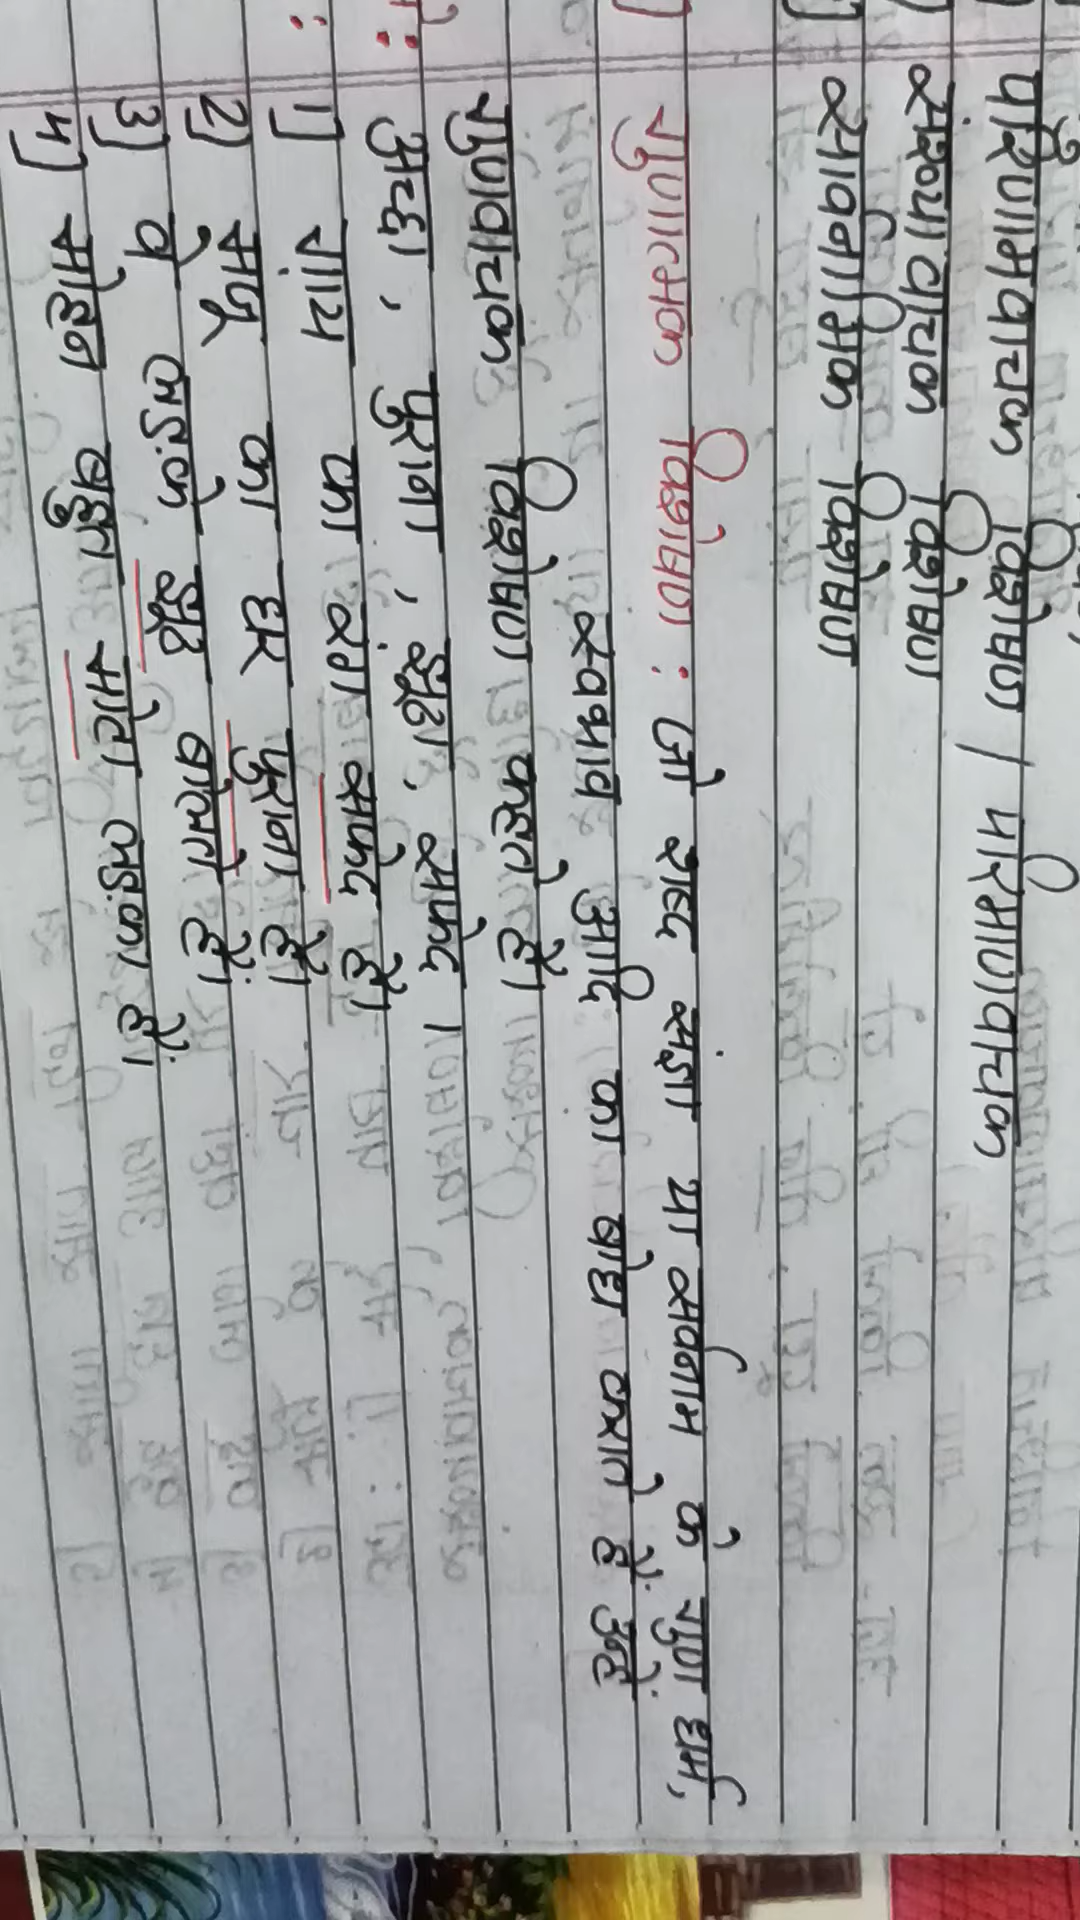 परिणामवाचक विशेषण / परिमाणवाचक
संख्यावाचक विशेषण
सार्वनामिक विशेषण
गुणात्मक विशेषण : जो शब्द संज्ञा या सर्वनाम के गुण धर्म,
स्वभाव आदि का बोध कराते हैं उन्हें
गुणवाचक विशेषण कहते हैं।
अच्छा, पुराना, झूठा, सफेद ।
1) गाय का रंग सफेद हैं।
2) सोनू का घर पुराना हैं।
3) वे लड़के झूठ बोलते हैं।
4) मोहन बहुत मोटा लड़का हैं।